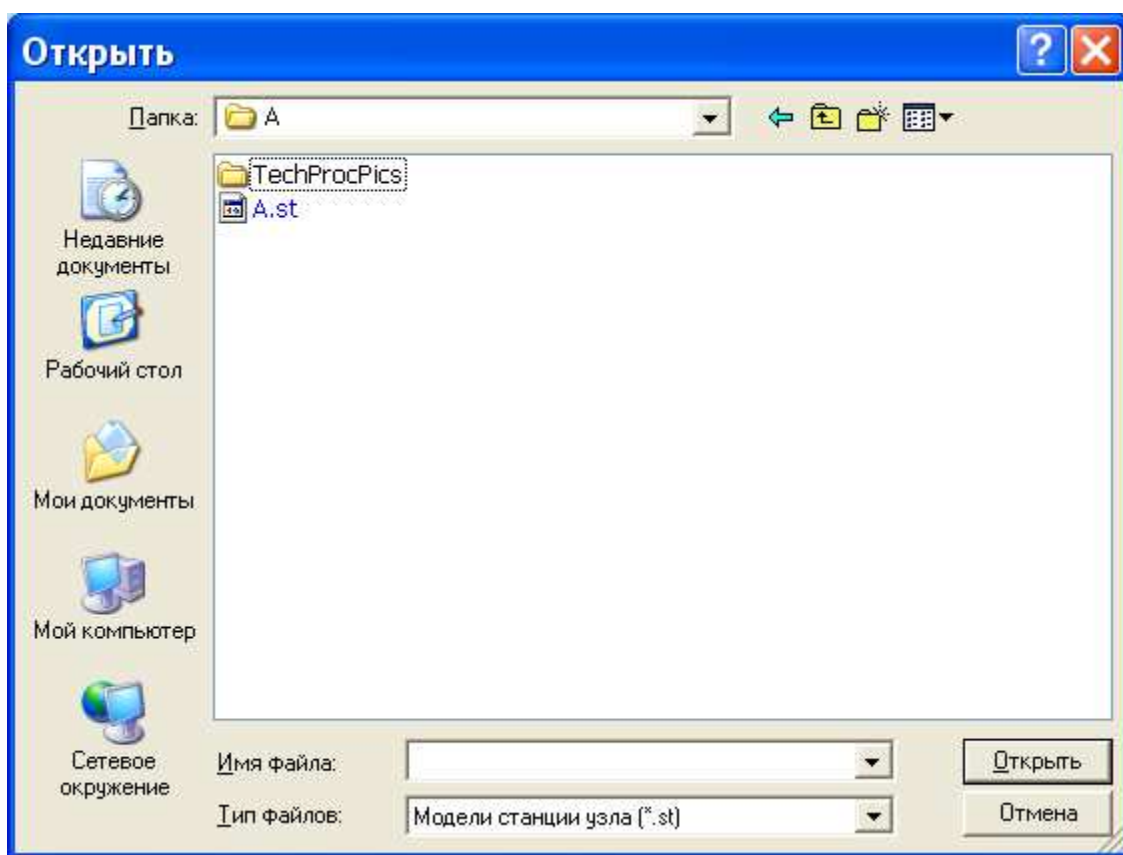 Открыть
Папка: A
TechProcPics
A.st
Недавние
документы
Рабочий стол
Мои документы
Мой компьютер
Сетевое
окружение
Имя файла:
Открыть
Тип файлов: Модели станции узла (*.st)
Отмена